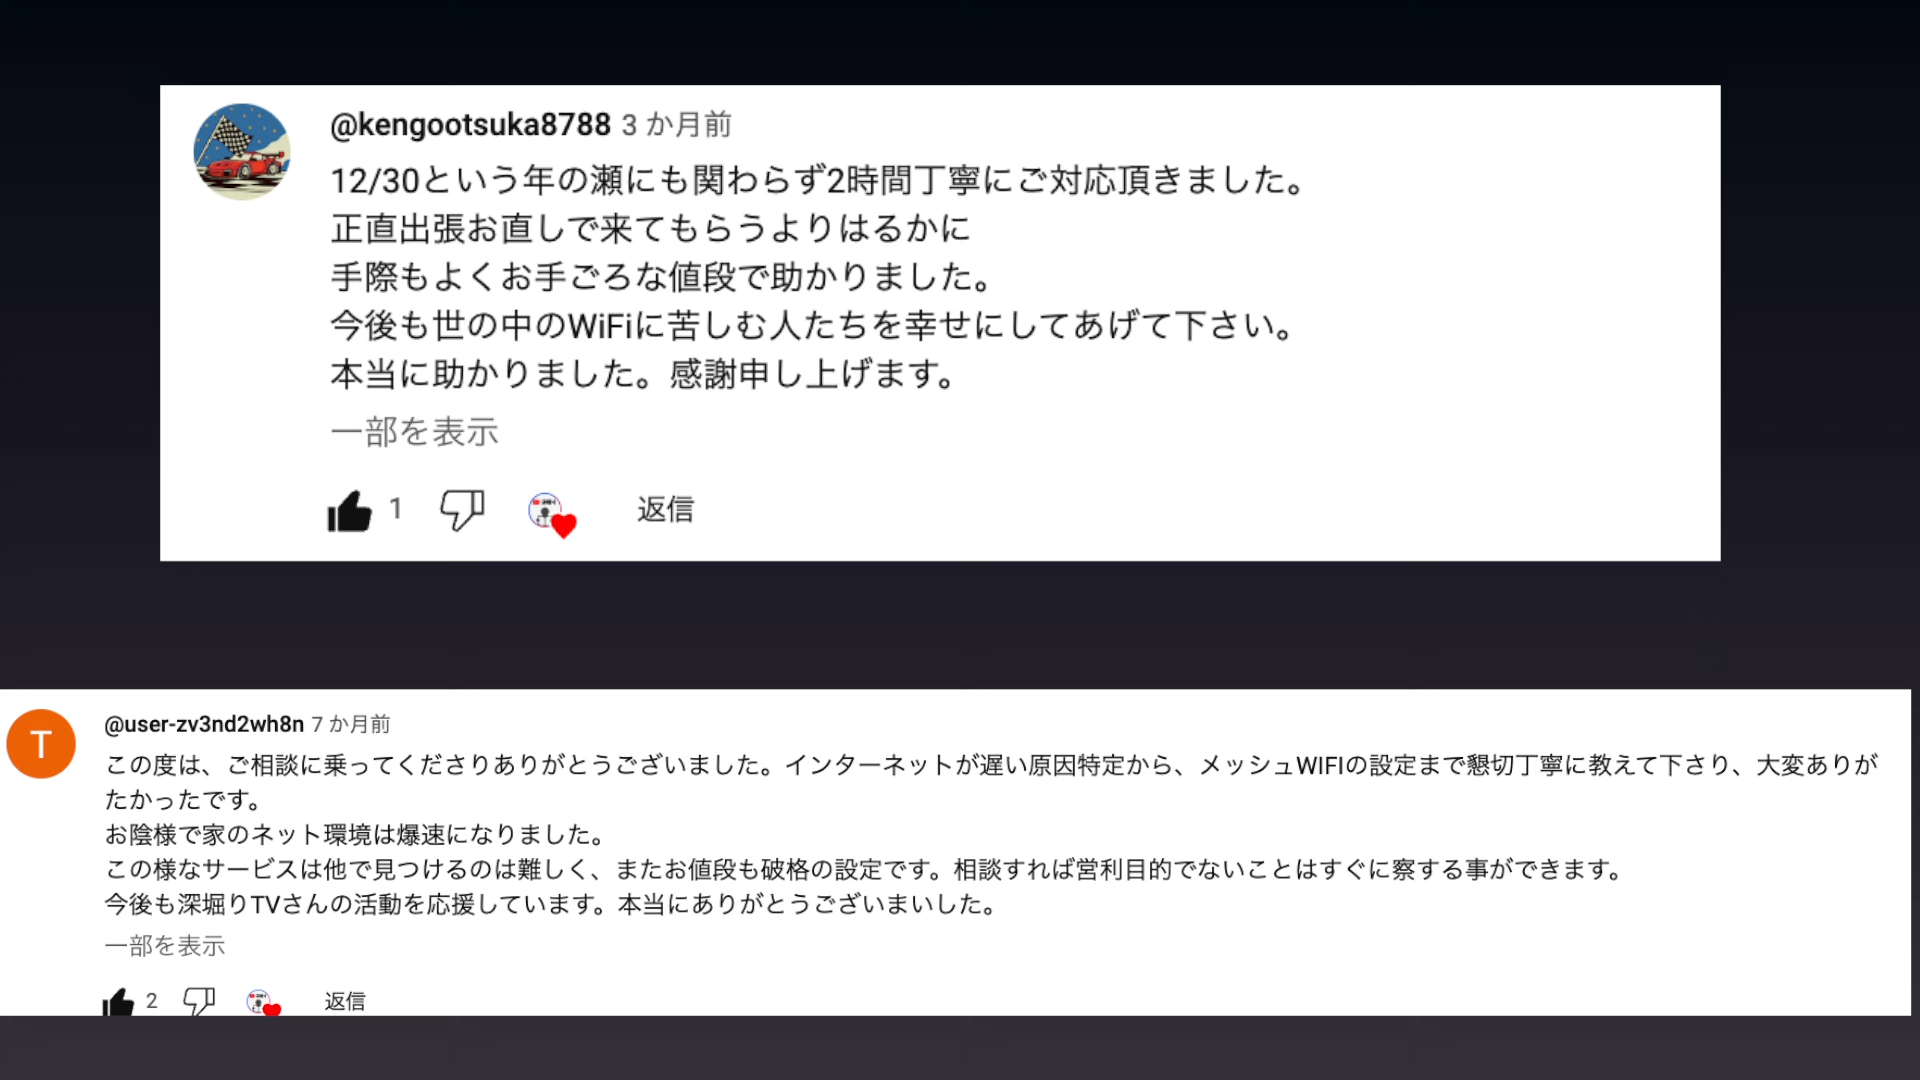 @kengootsuka8788 3 か月前
12/30という年の瀬にも関わらず2時間丁寧にご対応頂きました。
正直出張お直しで来てもらうよりはるかに
手際もよくお手ごろな値段で助かりました。
今後も世の中のWiFiに苦しむ人たちを幸せにしてあげて下さい。
本当に助かりました。感謝申し上げます。
一部を表示
1 返信
T
@user-zv3nd2wh8n 7 か月前
この度は、ご相談に乗ってくださりありがとうございました。インターネットが遅い原因特定から、メッシュWIFIの設定まで懇切丁寧に教えて下さり、大変ありが
たかったです。
お陰様で家のネット環境は爆速になりました。
この様なサービスは他で見つけるのは難しく、またお値段も破格の設定です。相談すれば営利目的でないことはすぐに察する事ができます。
今後も深堀りTVさんの活動を応援しています。本当にありがとうございまいした。
一部を表示
2 返信